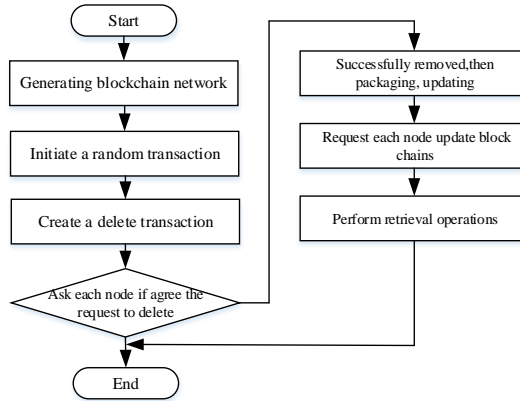 Start
Generating blockchain network
Initiate a random transaction
Create a delete transaction
Ask each node if agree the
request to delete
End
Successfully removed,then
packaging, updating
Request each node update block
chains
Perform retrieval operations